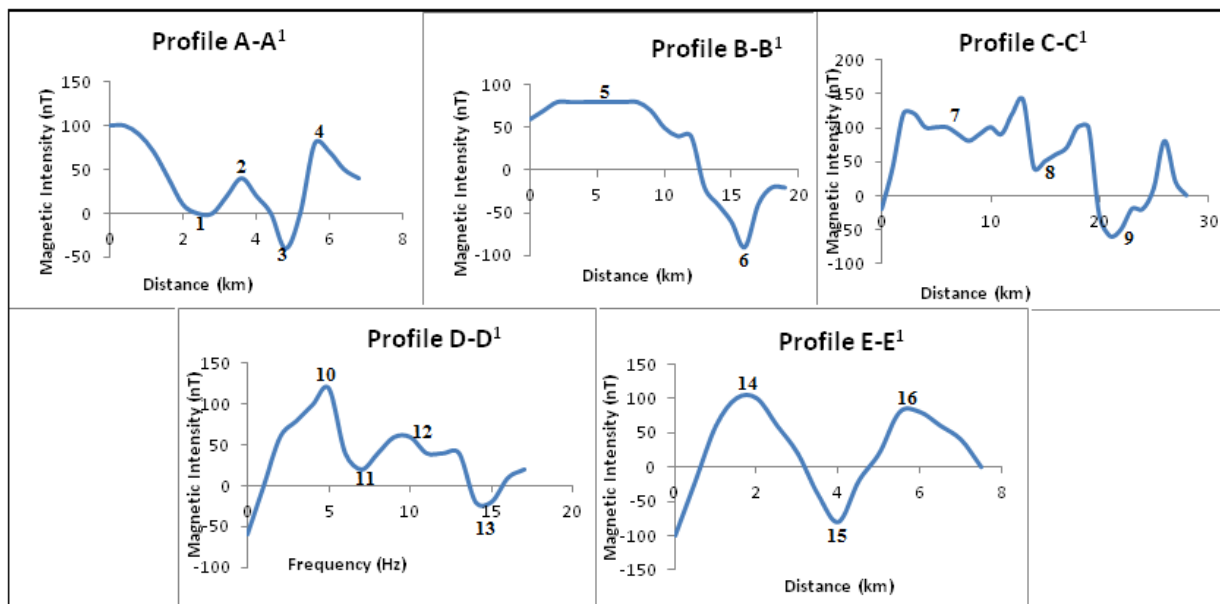 Profile A-A¹
Magnetic Intensity (nT)
150
100
50
0
-50
0 2 4 6 8
1
2
3
4
Distance (km)
Profile B-B¹
Magnetic Intensity (nT)
100
50
0
-50
-100
0 5 10 15 20
5
6
Distance (km)
Profile C-C¹
Magnetic Intensity (nT)
200
150
100
50
0
-50
-100
0 10 20 30
7
8
9
Distance (km)
Profile D-D¹
Magnetic Intensity (nT)
150
100
50
0
-50
-100
0 5 10 15 20
10
11
12
13
Frequency (Hz)
Profile E-E¹
Magnetic Intensity (nT)
150
100
50
0
-50
-100
-150
0 2 4 6 8
14
15
16
Distance (km)